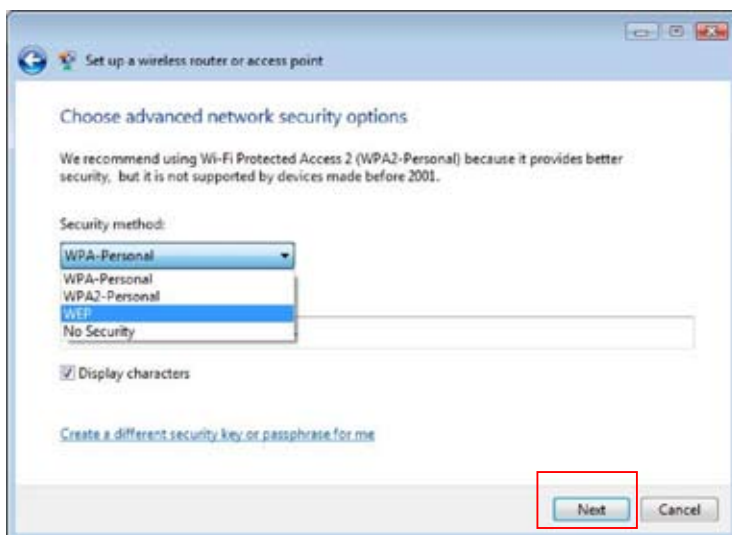 Set up a wireless router or access point
Choose advanced network security options
We recommend using Wi-Fi Protected Access 2 (WPA2-Personal) because it provides better
security, but it is not supported by devices made before 2001.
Security method:
WPA-Personal
WPA-Personal
WPA2-Personal
WEP
No Security
Display characters
Create a different security key or passphrase for me
Next
Cancel